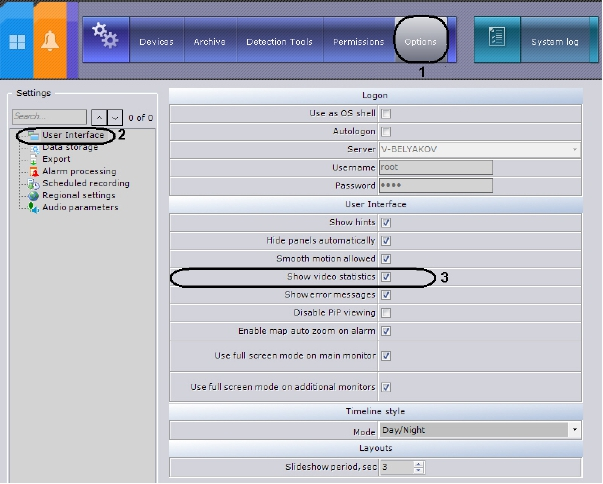 Devices Archive Detection Tools Permissions Options System log
1
Settings
Search... 0 of 0
User Interface 2
Data storage
Export
Alarm processing
Scheduled recording
Regional settings
Audio parameters
Logon
Use as OS shell
Autologon
Server V-BELYAKOV
Username root
Password ••••
User Interface
Show hints
Hide panels automatically
Smooth motion allowed
Show video statistics 3
Show error messages
Disable PiP viewing
Enable map auto zoom on alarm
Use full screen mode on main monitor
Use full screen mode on additional monitors
Timeline style
Mode Day/Night
Layouts
Slideshow period, sec 3